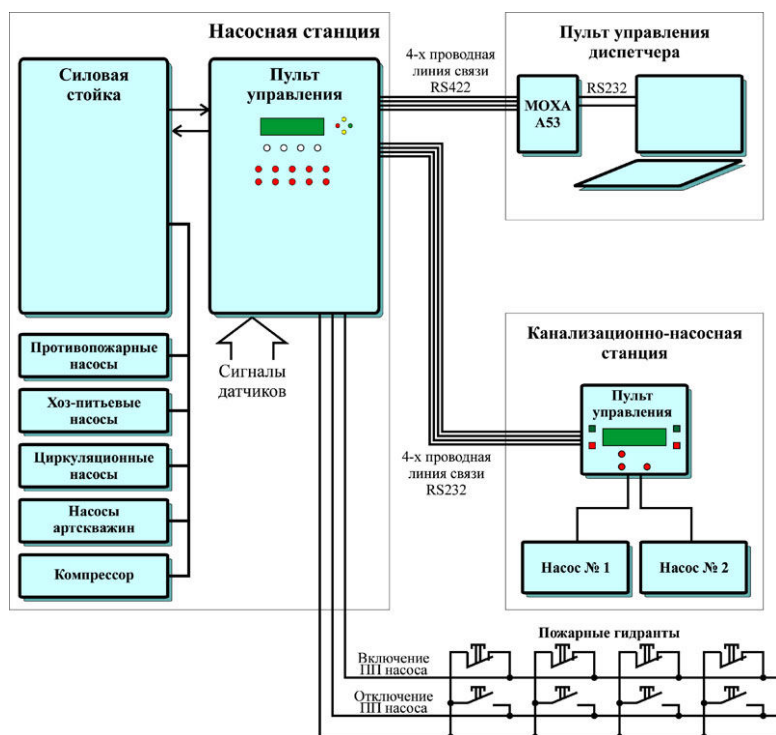 Насосная станция
Силовая
стойка
Пульт
управления
4-х проводная
линия связи
RS422
Пульт управления
диспетчера
MOXA
A53
RS232
Противопожарные
насосы
Хоз-питьевые
насосы
Циркуляционные
насосы
Насосы
артскважин
Компрессор
Сигналы
датчиков
4-х проводная
линия связи
RS232
Канализационно-насосная
станция
Пульт
управления
Насос № 1
Насос № 2
Пожарные гидранты
Включение
ПП насоса
Отключение
ПП насоса